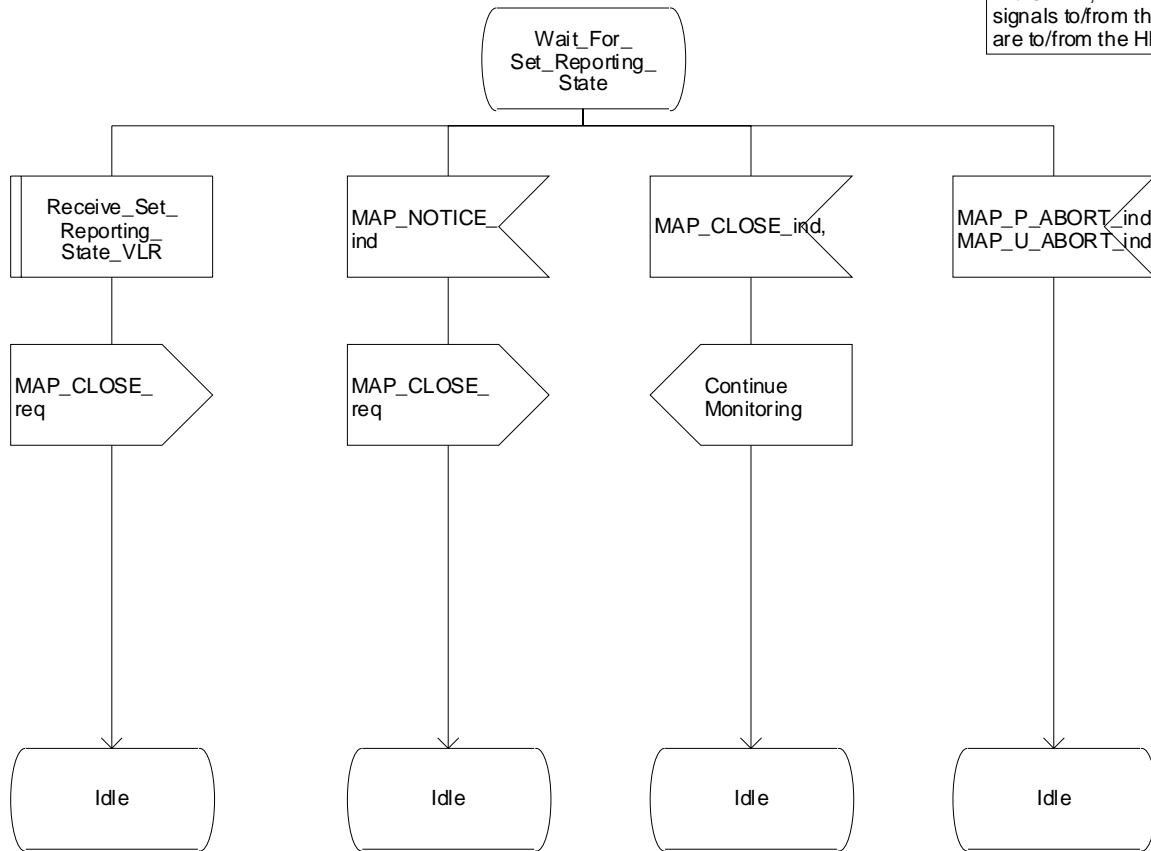 signals to/from th
are to/from the H
Wait_For_
Set_Reporting_
State
Receive_Set_
Reporting_
State_VLR
MAP_NOTICE_
ind
MAP_CLOSE_ind,
MAP_P_ABORT_ind
MAP_U_ABORT_ind
MAP_CLOSE_
req
MAP_CLOSE_
req
Continue
Monitoring
Idle
Idle
Idle
Idle